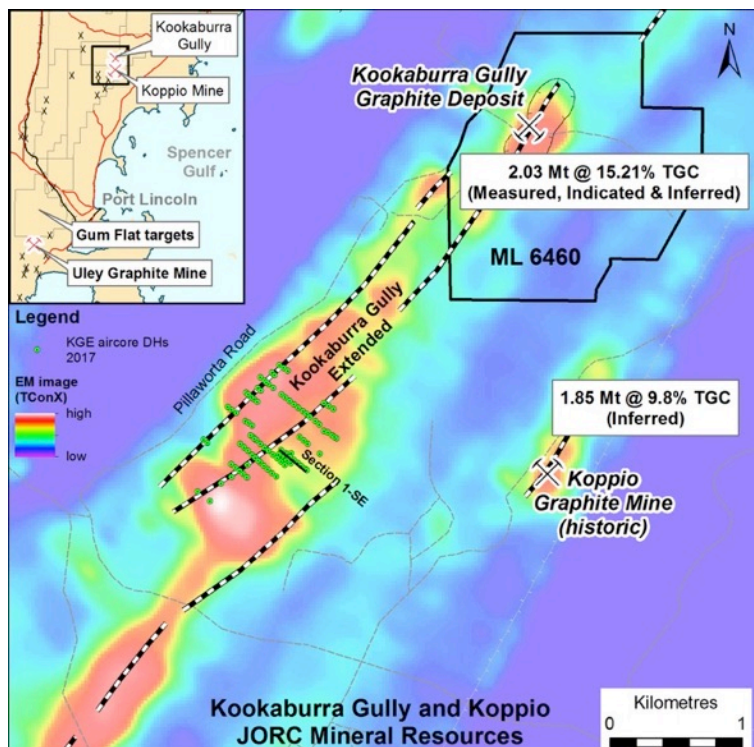 Kookaburra
Gully
Koppio Mine
Spencer
Gulf
Port Lincoln
Gum Flat targets
Uley Graphite Mine
Legend
KGE aircore DHs
2017
EM image
(TConX)
high
low
N
Kookaburra Gully
Graphite Deposit
2.03 Mt @ 15.21% TGC
(Measured, Indicated & Inferred)
ML 6460
Pillaworta Road
Kookaburra Gully
Extended
Section 1-SE
1.85 Mt @ 9.8% TGC
(Inferred)
Koppio
Graphite Mine
(historic)
Kookaburra Gully and Koppio
JORC Mineral Resources
Kilometres
0 1